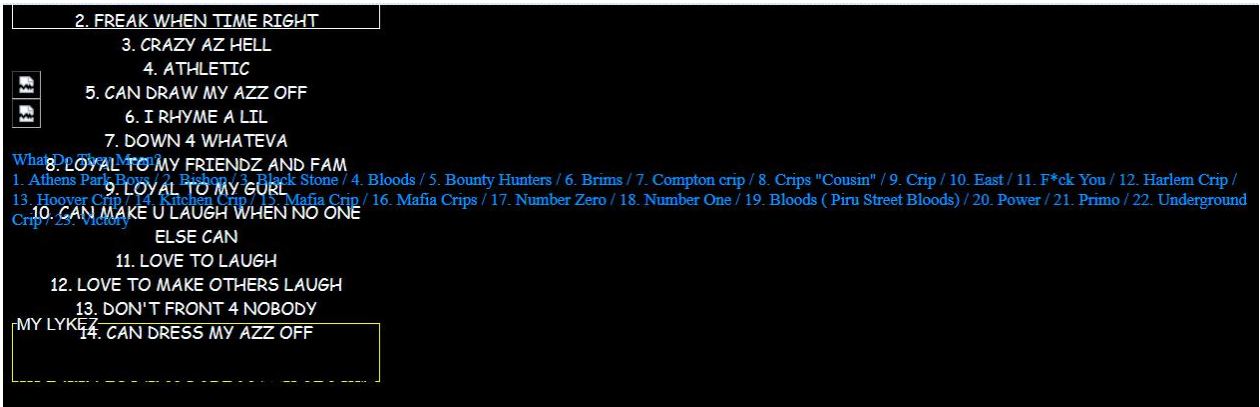 2. FREAK WHEN TIME RIGHT
3. CRAZY AZ HELL
4. ATHLETIC
5. CAN DRAW MY AZZ OFF
6. I RHYME A LIL
7. DOWN 4 WHATEVA
What Do They Mean?
8. LOYAL TO MY FRIENDZ AND FAM
1. Athens Park Boys / 2. Bishop / 3. Black Stone / 4. Bloods / 5. Bounty Hunters / 6. Brims / 7. Compton crip / 8. Crips "Cousin" / 9. Crip / 10. East / 11. F*ck You / 12. Harlem Crip /
9. LOYAL TO MY GURL
13. Hoover Crip / 14. Kitchen Crip / 15. Mafia Crip / 16. Mafia Crips / 17. Number Zero / 18. Number One / 19. Bloods ( Piru Street Bloods) / 20. Power / 21. Primo / 22. Underground
10. CAN MAKE U LAUGH WHEN NO ONE
Crip / 23. Victory
ELSE CAN
11. LOVE TO LAUGH
12. LOVE TO MAKE OTHERS LAUGH
13. DON'T FRONT 4 NOBODY
MY LYKEZ
14. CAN DRESS MY AZZ OFF